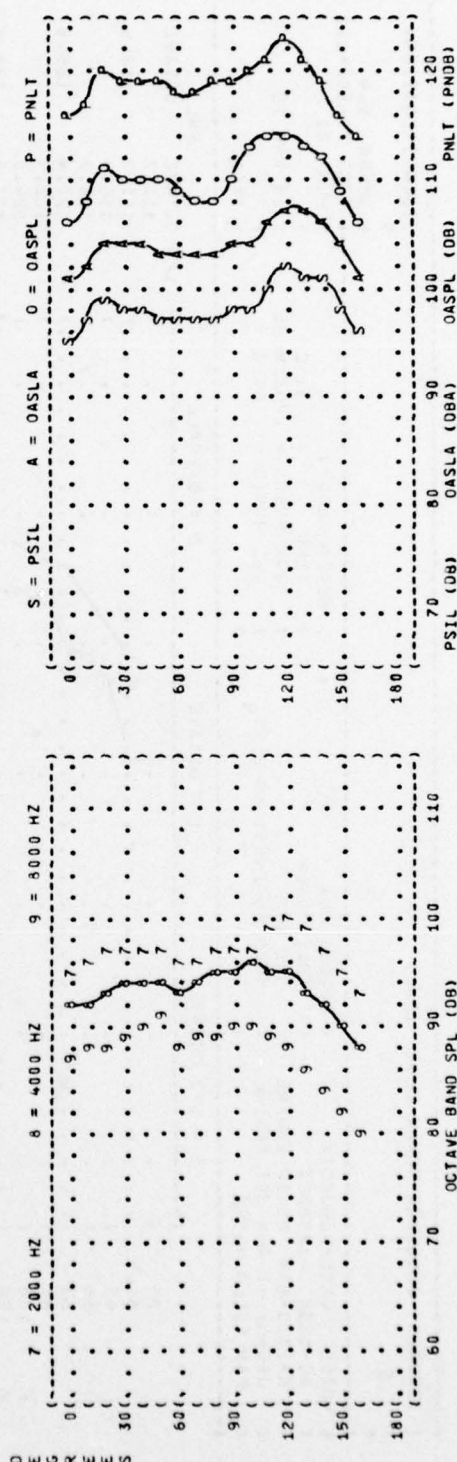 7 = 2000 HZ 8 = 4000 HZ 9 = 8000 HZ
D
E
G
R
E
E
S
0
30
60
90
120
150
180
60 70 80 90 100 110
OCTAVE BAND SPL (DB)
S = PSIL A = OASLA O = OASPL P = PNLT
0
30
60
90
120
150
180
70 80 90 100 110 120
PSIL (DB) OASLA (DBA) OASPL (DB) PNLT (PNDB)